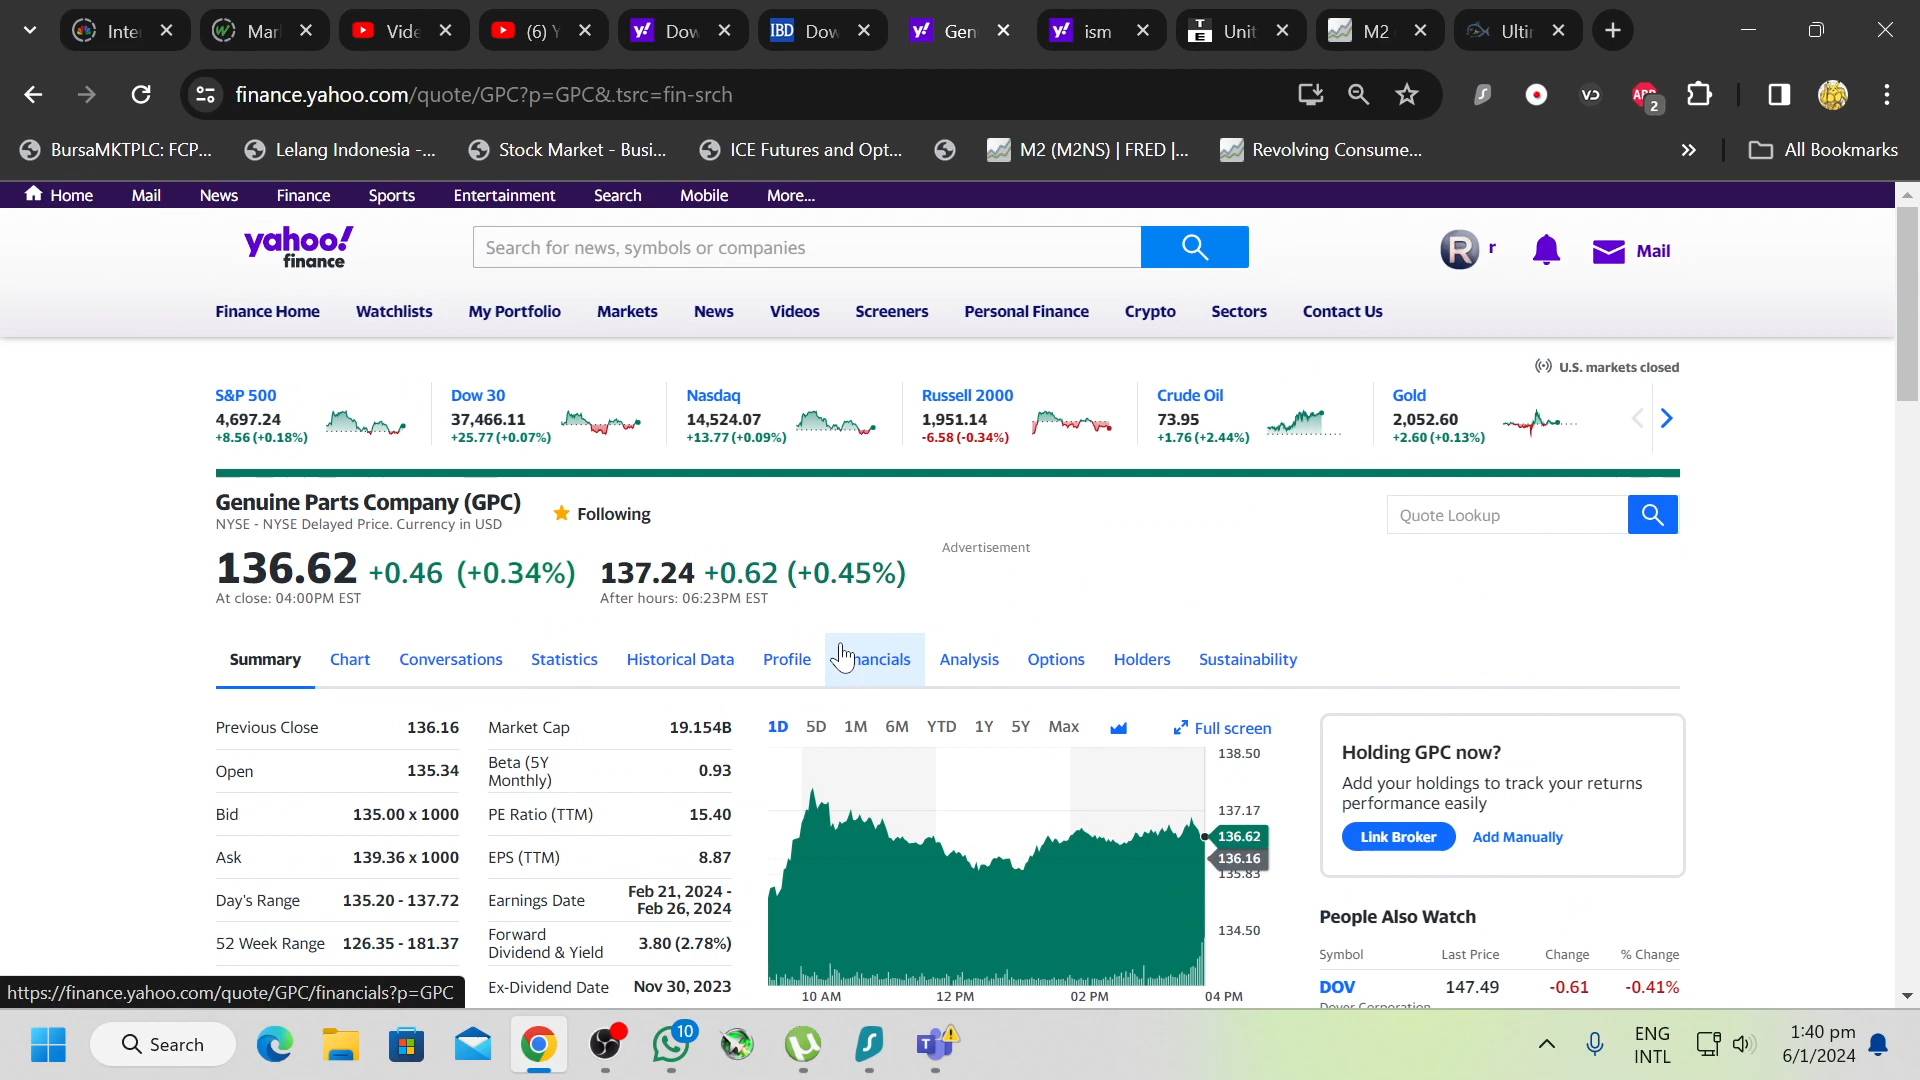 Inte
Mar
Vide
(6) Y
Dow
IBD Dow
Gen
ism
TE Unit
M2
Ultin
finance.yahoo.com/quote/GPC?p=GPC&.tsrc=fin-srch
VD
ABP
2
BursaMKTPLC: FCP...
Lelang Indonesia -...
Stock Market - Busi...
ICE Futures and Opt...
M2 (M2NS) | FRED |...
Revolving Consume...
»
All Bookmarks
Home Mail News Finance Sports Entertainment Search Mobile More...
yahoo!
finance
Search for news, symbols or companies
R r
Mail
Finance Home Watchlists My Portfolio Markets News Videos Screeners Personal Finance Crypto Sectors Contact Us
U.S. markets closed
S&P 500
4,697.24
+8.56 (+0.18%)
Dow 30
37,466.11
+25.77 (+0.07%)
Nasdaq
14,524.07
+13.77 (+0.09%)
Russell 2000
1,951.14
-6.58 (-0.34%)
Crude Oil
73.95
+1.76 (+2.44%)
Gold
2,052.60
+2.60 (+0.13%)
Genuine Parts Company (GPC)
NYSE - NYSE Delayed Price. Currency in USD
Following
Quote Lookup
Advertisement
136.62 +0.46 (+0.34%)
At close: 04:00PM EST
137.24 +0.62 (+0.45%)
After hours: 06:23PM EST
Summary Chart Conversations Statistics Historical Data Profile nancials Analysis Options Holders Sustainability
Previous Close 136.16
Open 135.34
Bid 135.00 x 1000
Ask 139.36 x 1000
Day's Range 135.20 - 137.72
52 Week Range 126.35 - 181.37
Market Cap 19.154B
Beta (5Y
Monthly) 0.93
PE Ratio (TTM) 15.40
EPS (TTM) 8.87
Earnings Date Feb 21, 2024 -
Feb 26, 2024
Forward
Dividend & Yield 3.80 (2.78%)
Ex-Dividend Date Nov 30, 2023
1D 5D 1M 6M YTD 1Y 5Y Max
Full screen
138.50
137.17
136.62
136.16
135.83
134.50
10 AM 12 PM 02 PM 04 PM
Holding GPC now?
Add your holdings to track your returns
performance easily
Link Broker Add Manually
People Also Watch
Symbol Last Price Change % Change
DOV 147.49 -0.61 -0.41%
Dover Corporation
https://finance.yahoo.com/quote/GPC/financials?p=GPC
Search
10
T
ENG
INTL
1:40 pm
6/1/2024